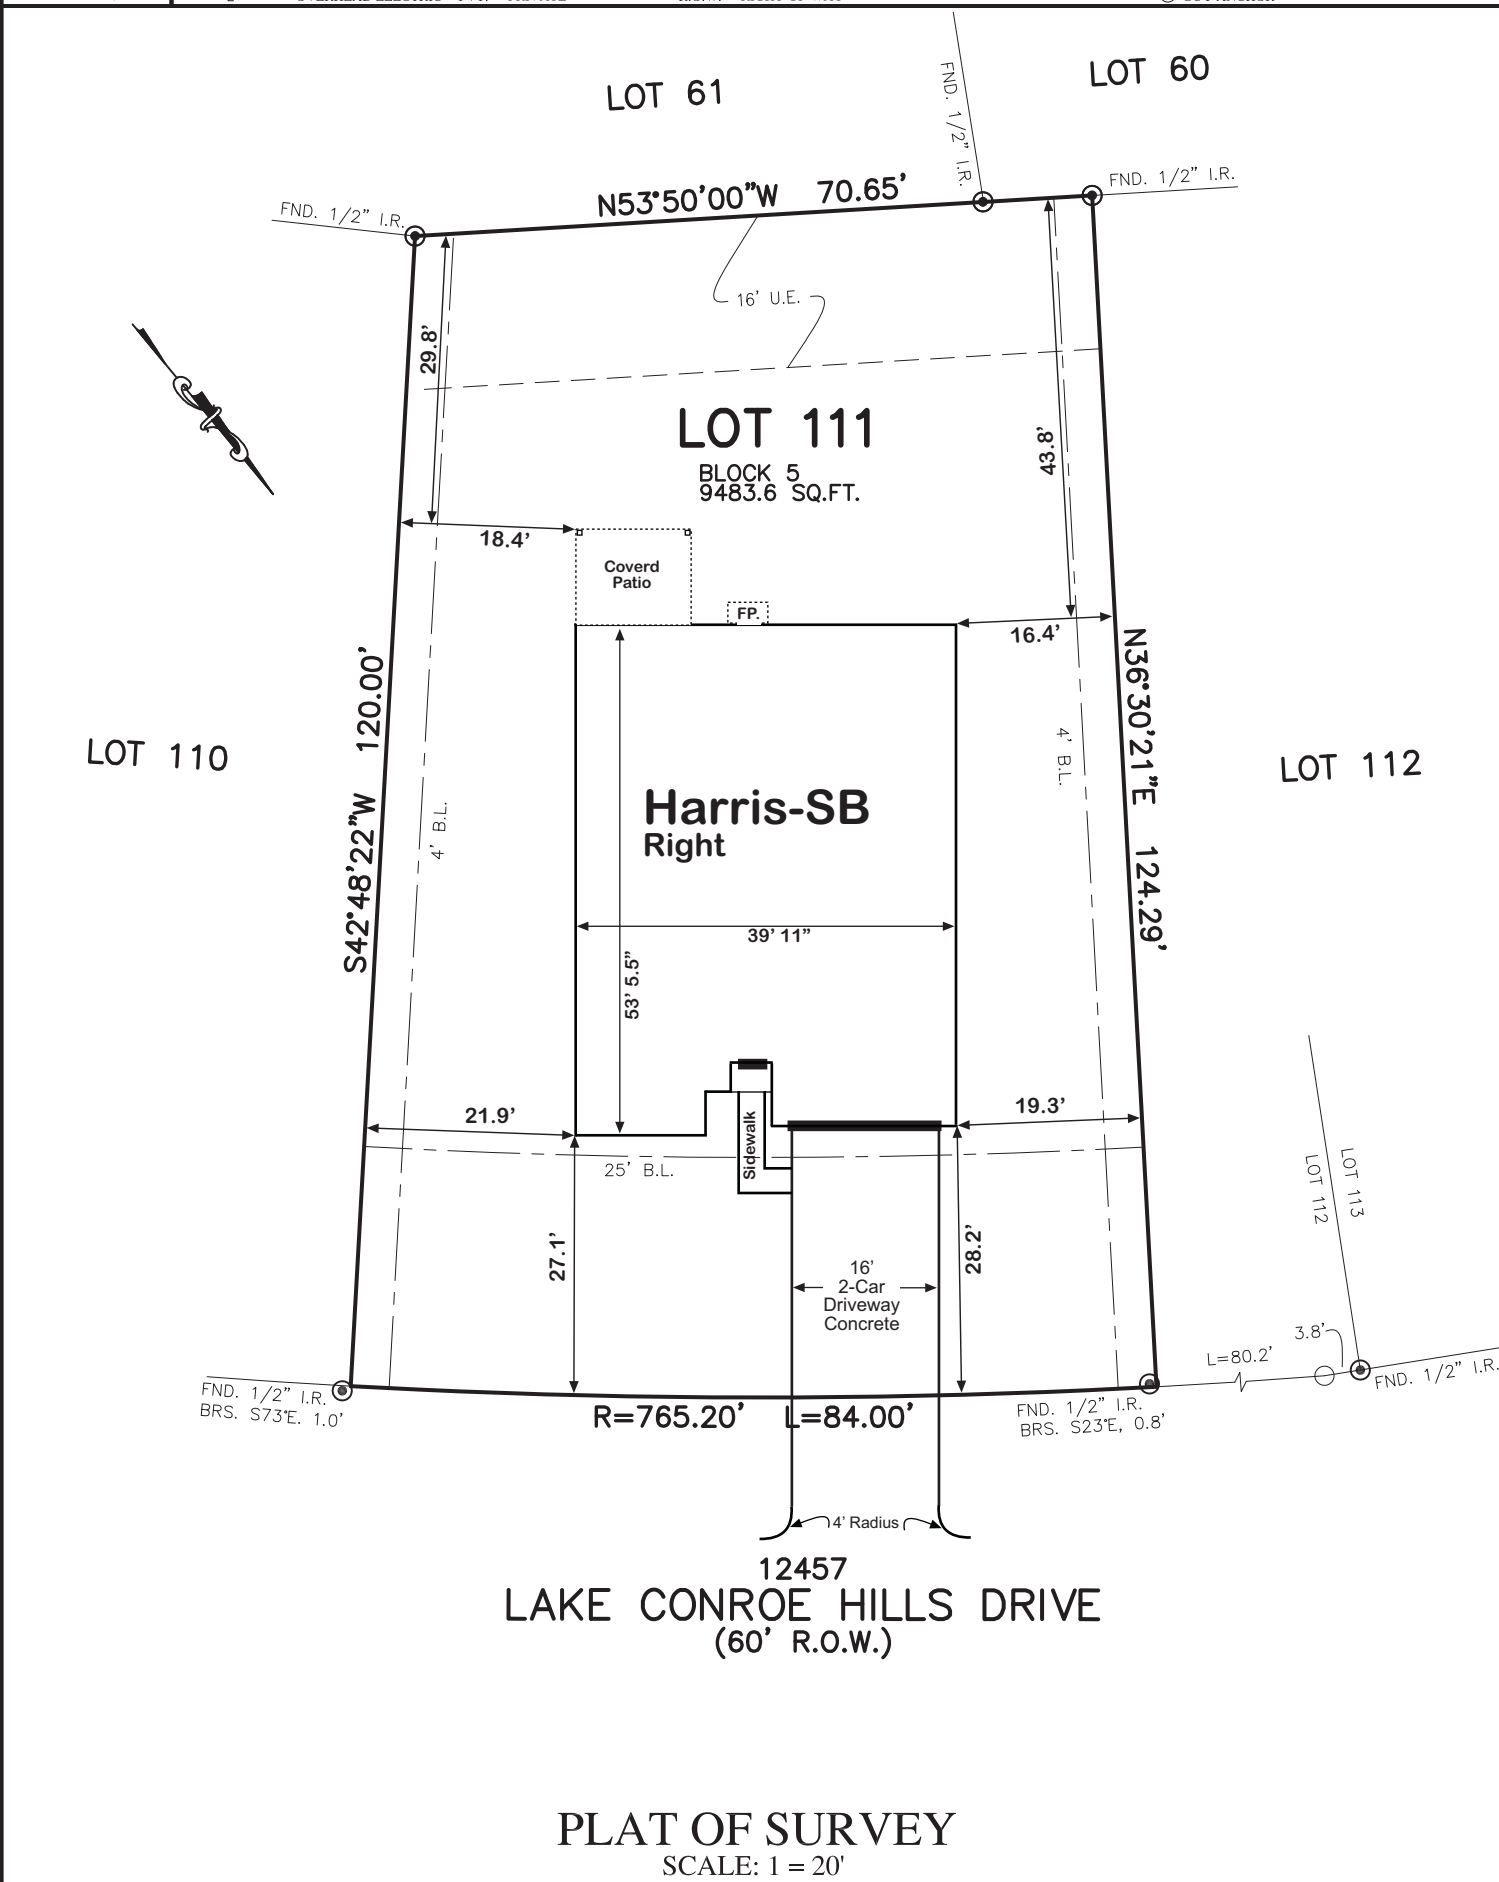 LOT 61
LOT 60
FND. 1/2" I.R.
FND. 1/2" I.R.
FND. 1/2" I.R.
N53°50'00"W 70.65'
16' U.E.
29.8'
43.8'
LOT 111
BLOCK 5
9483.6 SQ.FT.
18.4'
Coverd
Patio
FP.
16.4'
S42°48'22"W 120.00'
N36°30'21"E 124.29'
LOT 110
LOT 112
4' B.L.
4' B.L.
Harris-SB
Right
39' 11"
53' 5.5"
21.9'
19.3'
Sidewalk
25' B.L.
27.1'
28.2'
16'
2-Car
Driveway
Concrete
LOT 112
LOT 113
3.8'
L=80.2'
FND. 1/2" I.R.
FND. 1/2" I.R.
BRS. S73°E. 1.0'
R=765.20' L=84.00'
FND. 1/2" I.R.
BRS. S23°E, 0.8'
4' Radius
12457
LAKE CONROE HILLS DRIVE
(60' R.O.W.)
PLAT OF SURVEY
SCALE: 1 = 20'